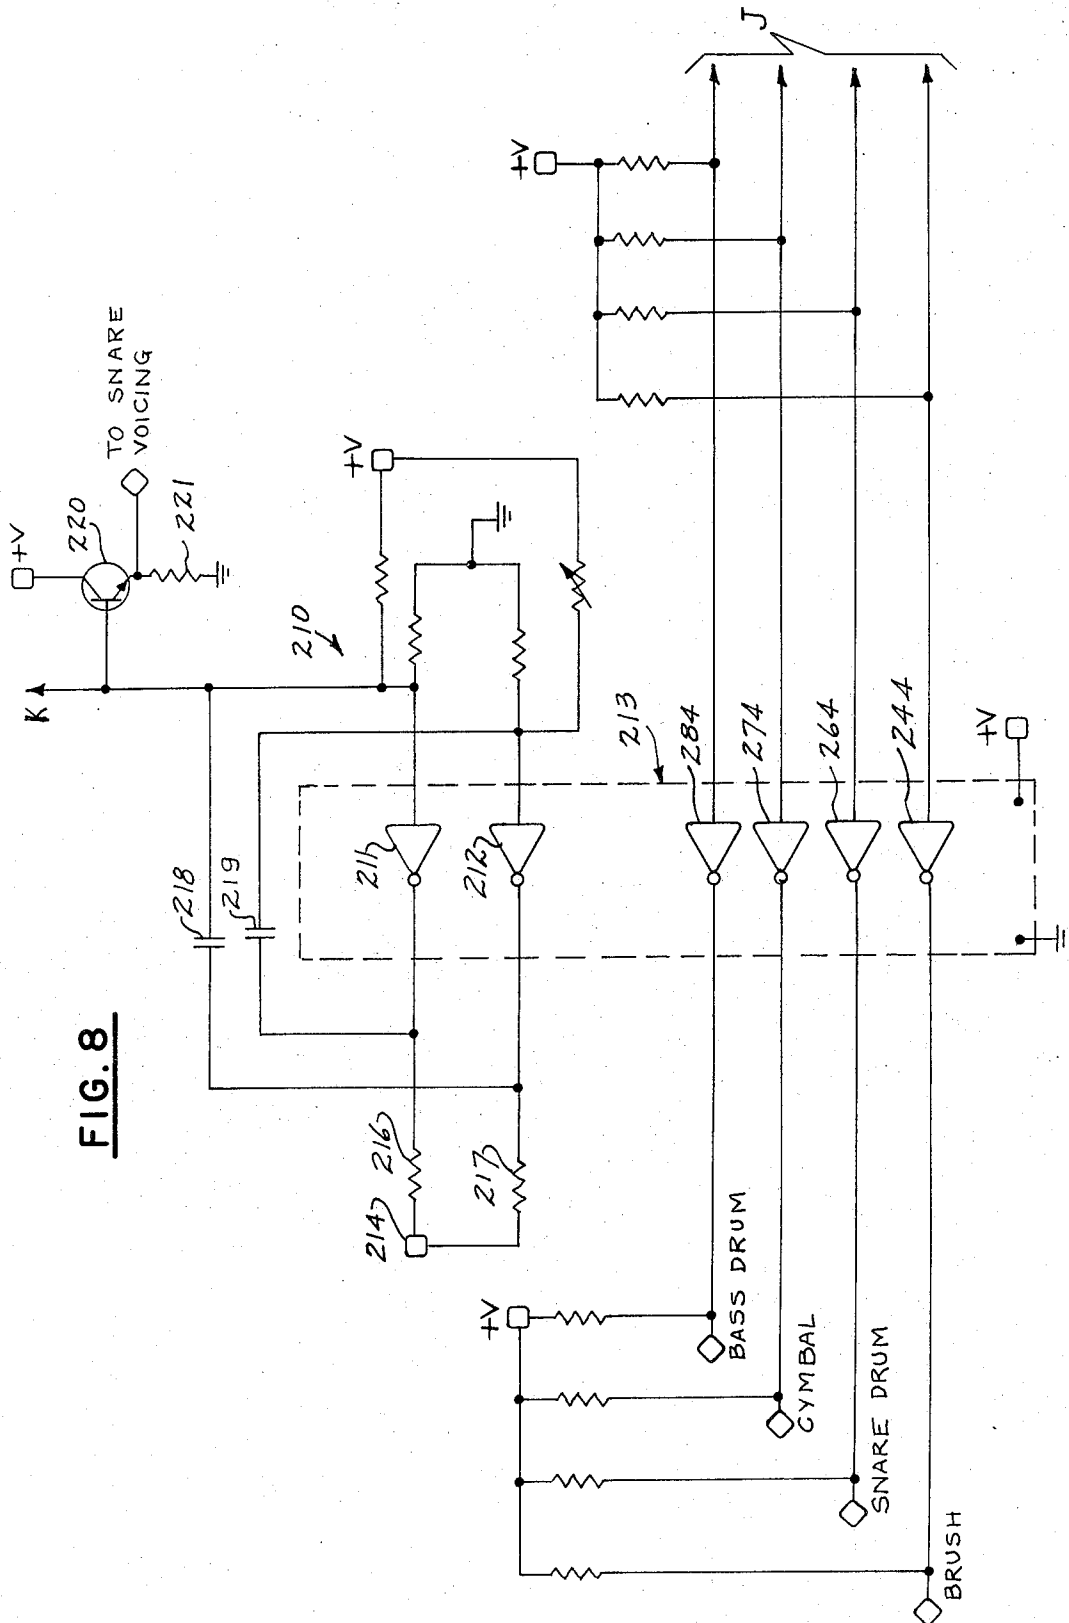 FIG. 8
K
+V
220
TO SNARE
VOICING
221
218
219
210
+V
211
212
213
214
216
217
+V
+V
J
284
274
264
244
+V
BASS DRUM
CYMBAL
SNARE DRUM
BRUSH